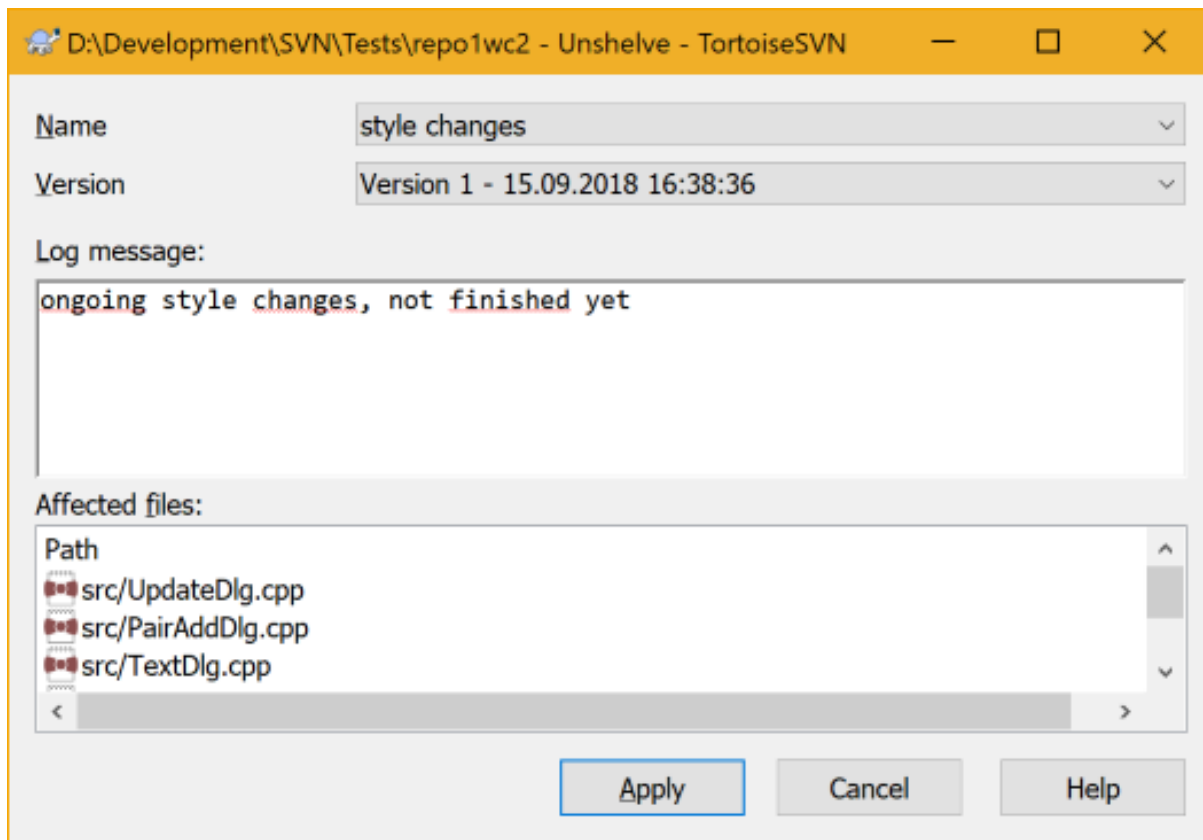 D:\Development\SVN\Tests\repo1wc2 - Unshelve - TortoiseSVN
Name style changes
Version Version 1 - 15.09.2018 16:38:36
Log message:
ongoing style changes, not finished yet
Affected files:
Path
src/UpdateDlg.cpp
src/PairAddDlg.cpp
src/TextDlg.cpp
Apply Cancel Help